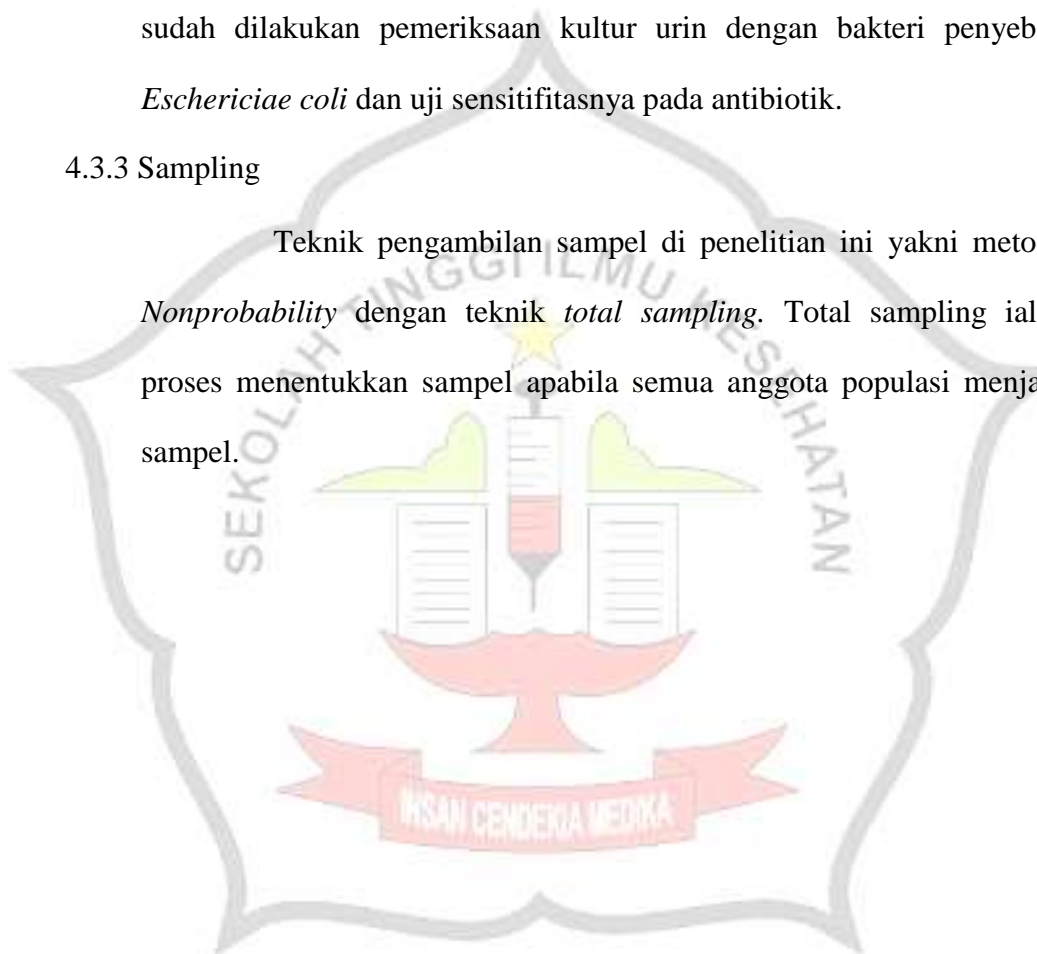 sudah dilakukan pemeriksaan kultur urin dengan bakteri penyeb
Eschericiae coli dan uji sensitifitasnya pada antibiotik.
4.3.3 Sampling
Teknik pengambilan sampel di penelitian ini yakni meto
Nonprobability dengan teknik total sampling. Total sampling ial
proses menentukkan sampel apabila semua anggota populasi menja
sampel.
SEKOLAH TINGGI ILMU KESEHATAN
INSAN CENDEKIA MEDIKA